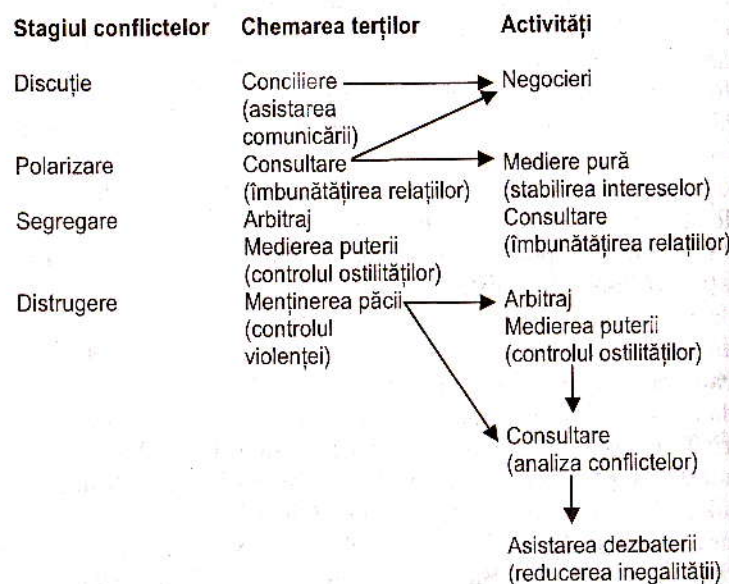 Stagiul conflictelor Chemarea terților Activități
Discuție Conciliere Negocieri
(asistarea
comunicării)
Polarizare Consultare Mediere pură
(îmbunătățirea relațiilor) (stabilirea intereselor)
Segregare Arbitraj Consultare
Medierea puterii (îmbunătățirea relațiilor)
(controlul ostilităților)
Distrugere Menținerea păcii Arbitraj
(controlul Medierea puterii
violenței) (controlul ostilităților)
Consultare
(analiza conflictelor)
Asistarea dezbaterii
(reducerea inegalității)